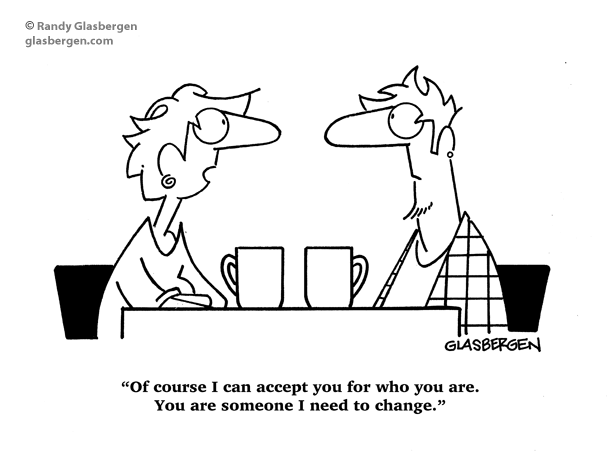 © Randy Glasbergen
glasbergen.com
GLASBERGEN
“Of course I can accept you for who you are.
You are someone I need to change.”